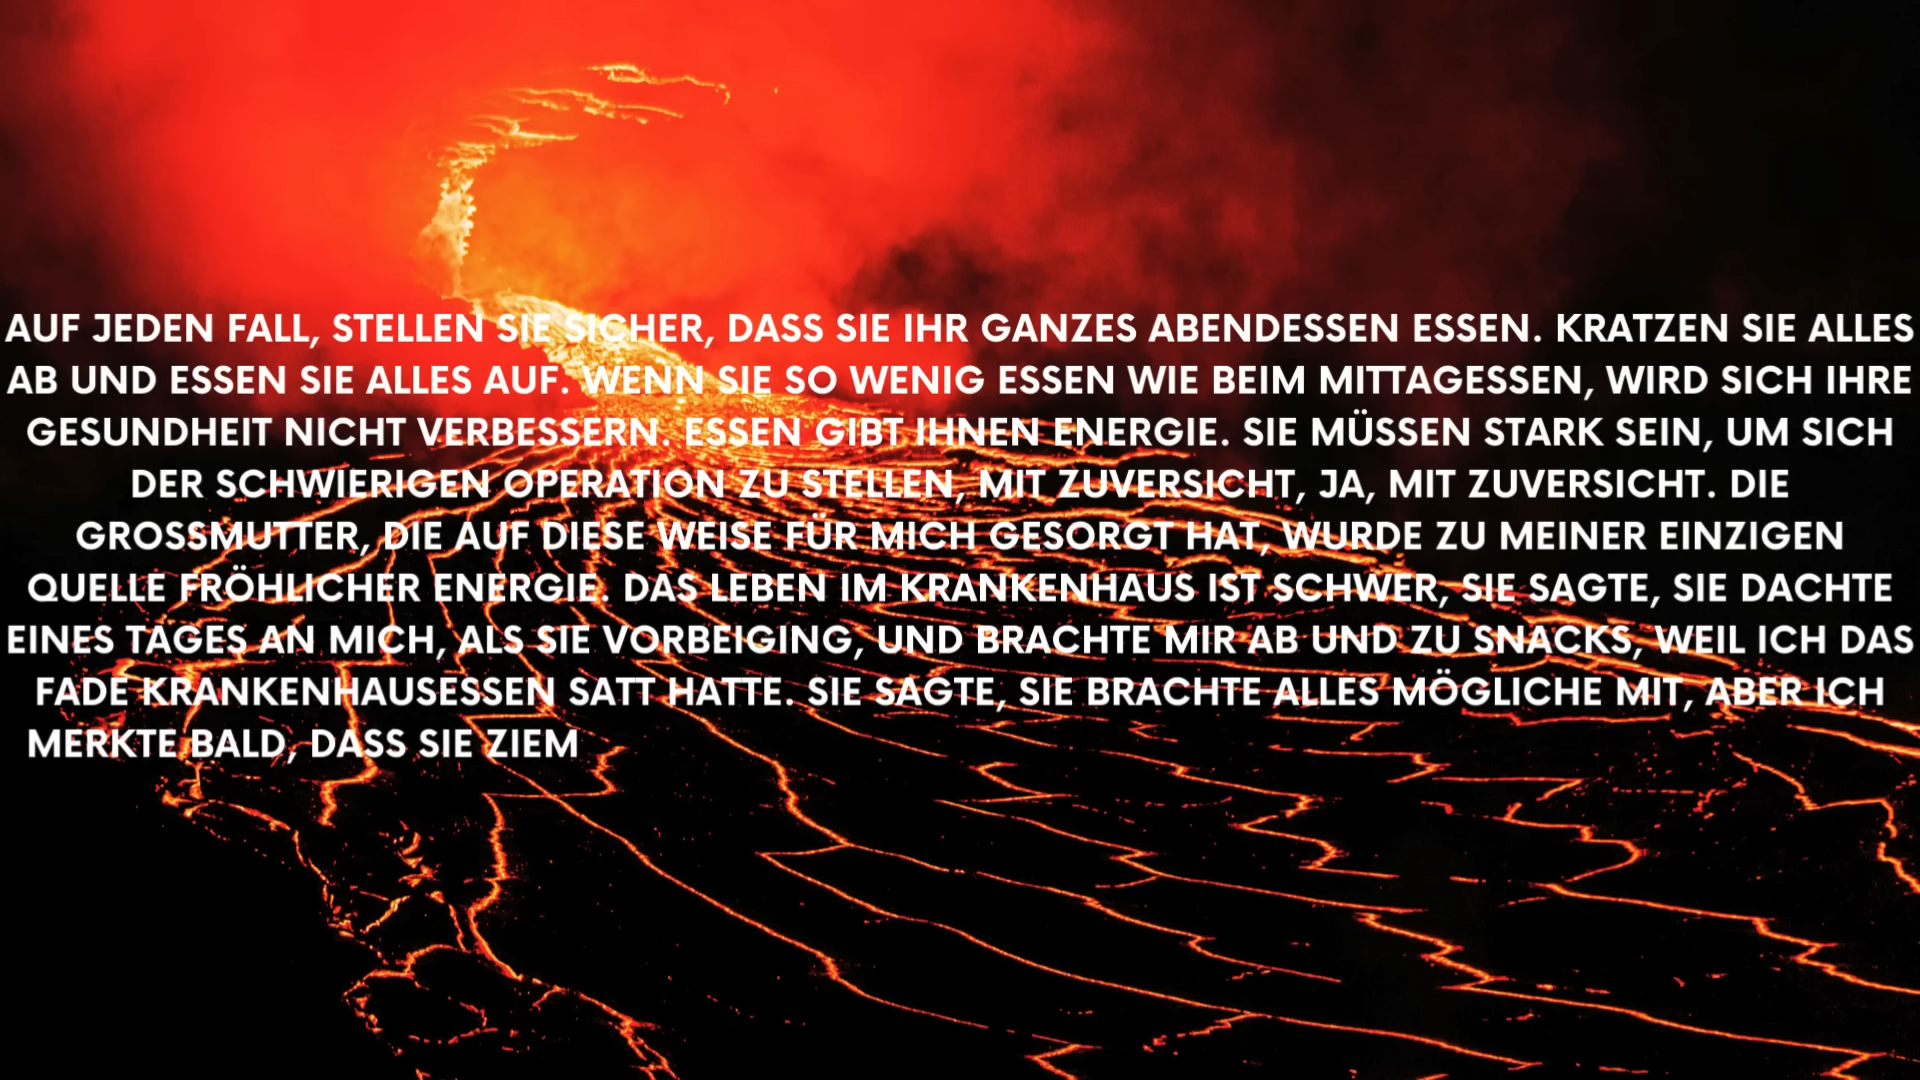 AUF JEDEN FALL, STELLEN SIE SICHER, DASS SIE IHR GANZES ABENDESSEN ESSEN. KRATZEN SIE ALLES
AB UND ESSEN SIE ALLES AUF. WENN SIE SO WENIG ESSEN WIE BEIM MITTAGESSEN, WIRD SICH IHRE
GESUNDHEIT NICHT VERBESSERN. ESSEN GIBT IHNEN ENERGIE. SIE MÜSSEN STARK SEIN, UM SICH
DER SCHWIERIGEN OPERATION ZU STELLEN, MIT ZUVERSICHT, JA, MIT ZUVERSICHT. DIE
GROSSMUTTER, DIE AUF DIESE WEISE FÜR MICH GESORGT HAT, WURDE ZU MEINER EINZIGEN
QUELLE FRÖHLICHER ENERGIE. DAS LEBEN IM KRANKENHAUS IST SCHWER, SIE SAGTE, SIE DACHTE
EINES TAGES AN MICH, ALS SIE VORBEIGING, UND BRACHTE MIR AB UND ZU SNACKS, WEIL ICH DAS
FADE KRANKENHAUSESSEN SATT HATTE. SIE SAGTE, SIE BRACHTE ALLES MÖGLICHE MIT, ABER ICH
MERKTE BALD, DASS SIE ZIEM